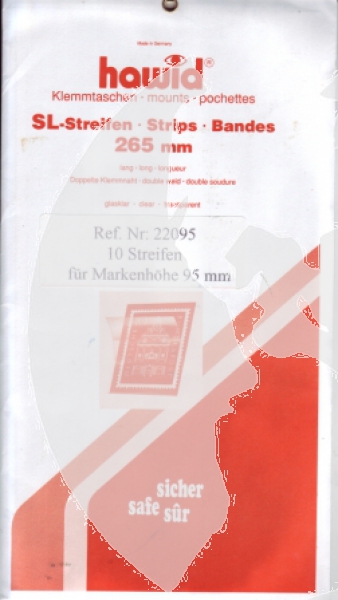 Made in Germany
hawid®
Klemmtaschen · mounts · pochettes
SL-Streifen · Strips · Bandes
265 mm
lang · long · longueur
Doppelte Klemmnaht · double weld · double soudure
glasklar · clear · transparent
Ref. Nr: 22095
10 Streifen
für Markenhöhe 95 mm
sicher
safe sûr